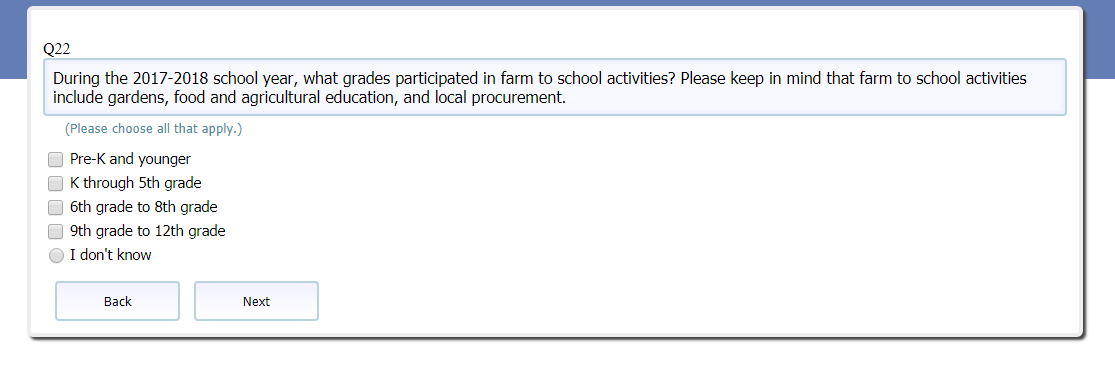 Q22
During the 2017-2018 school year, what grades participated in farm to school activities? Please keep in mind that farm to school activities
include gardens, food and agricultural education, and local procurement.
(Please choose all that apply.)
Pre-K and younger
K through 5th grade
6th grade to 8th grade
9th grade to 12th grade
I don't know
Back Next